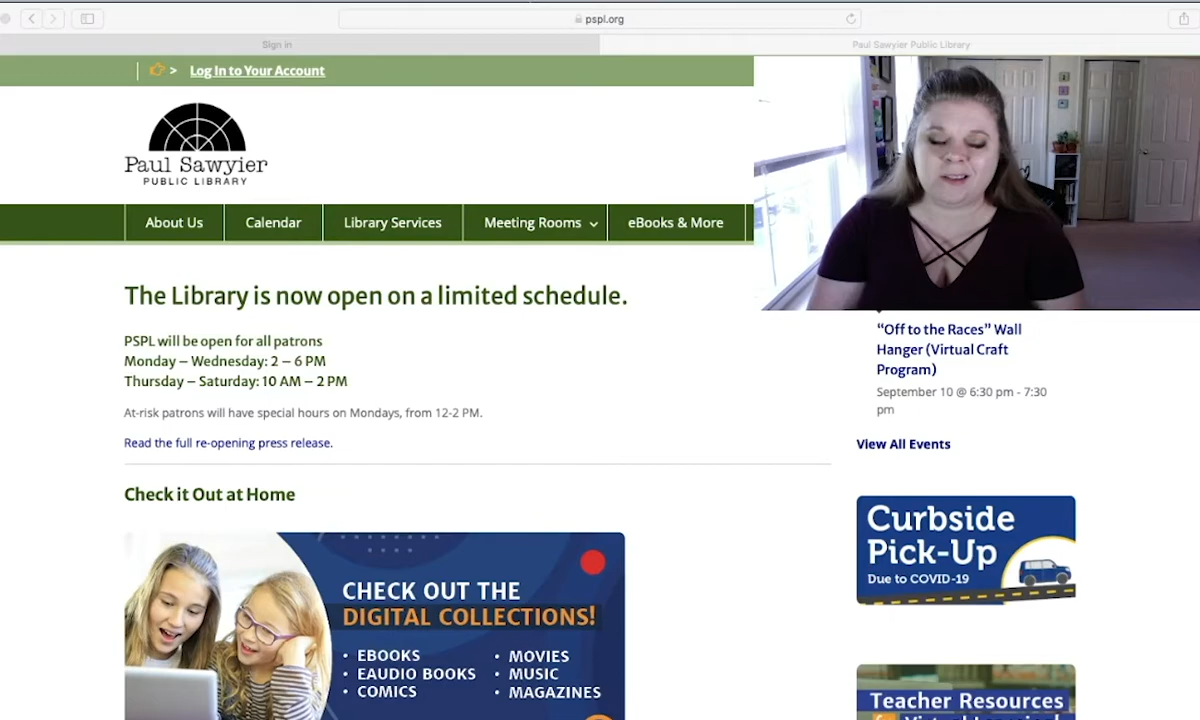 pspl.org
Sign in
Paul Sawyier Public Library
> Log In to Your Account
Paul Sawyier
PUBLIC LIBRARY
About Us
Calendar
Library Services
Meeting Rooms
eBooks & More
The Library is now open on a limited schedule.
PSPL will be open for all patrons
Monday – Wednesday: 2 – 6 PM
Thursday – Saturday: 10 AM – 2 PM
At-risk patrons will have special hours on Mondays, from 12-2 PM.
Read the full re-opening press release.
Check it Out at Home
CHECK OUT THE
DIGITAL COLLECTIONS!
• EBOOKS
• EAUDIO BOOKS
• COMICS
• MOVIES
• MUSIC
• MAGAZINES
“Off to the Races” Wall
Hanger (Virtual Craft
Program)
September 10 @ 6:30 pm - 7:30
pm
View All Events
Curbside
Pick-Up
Due to COVID-19
Teacher Resources